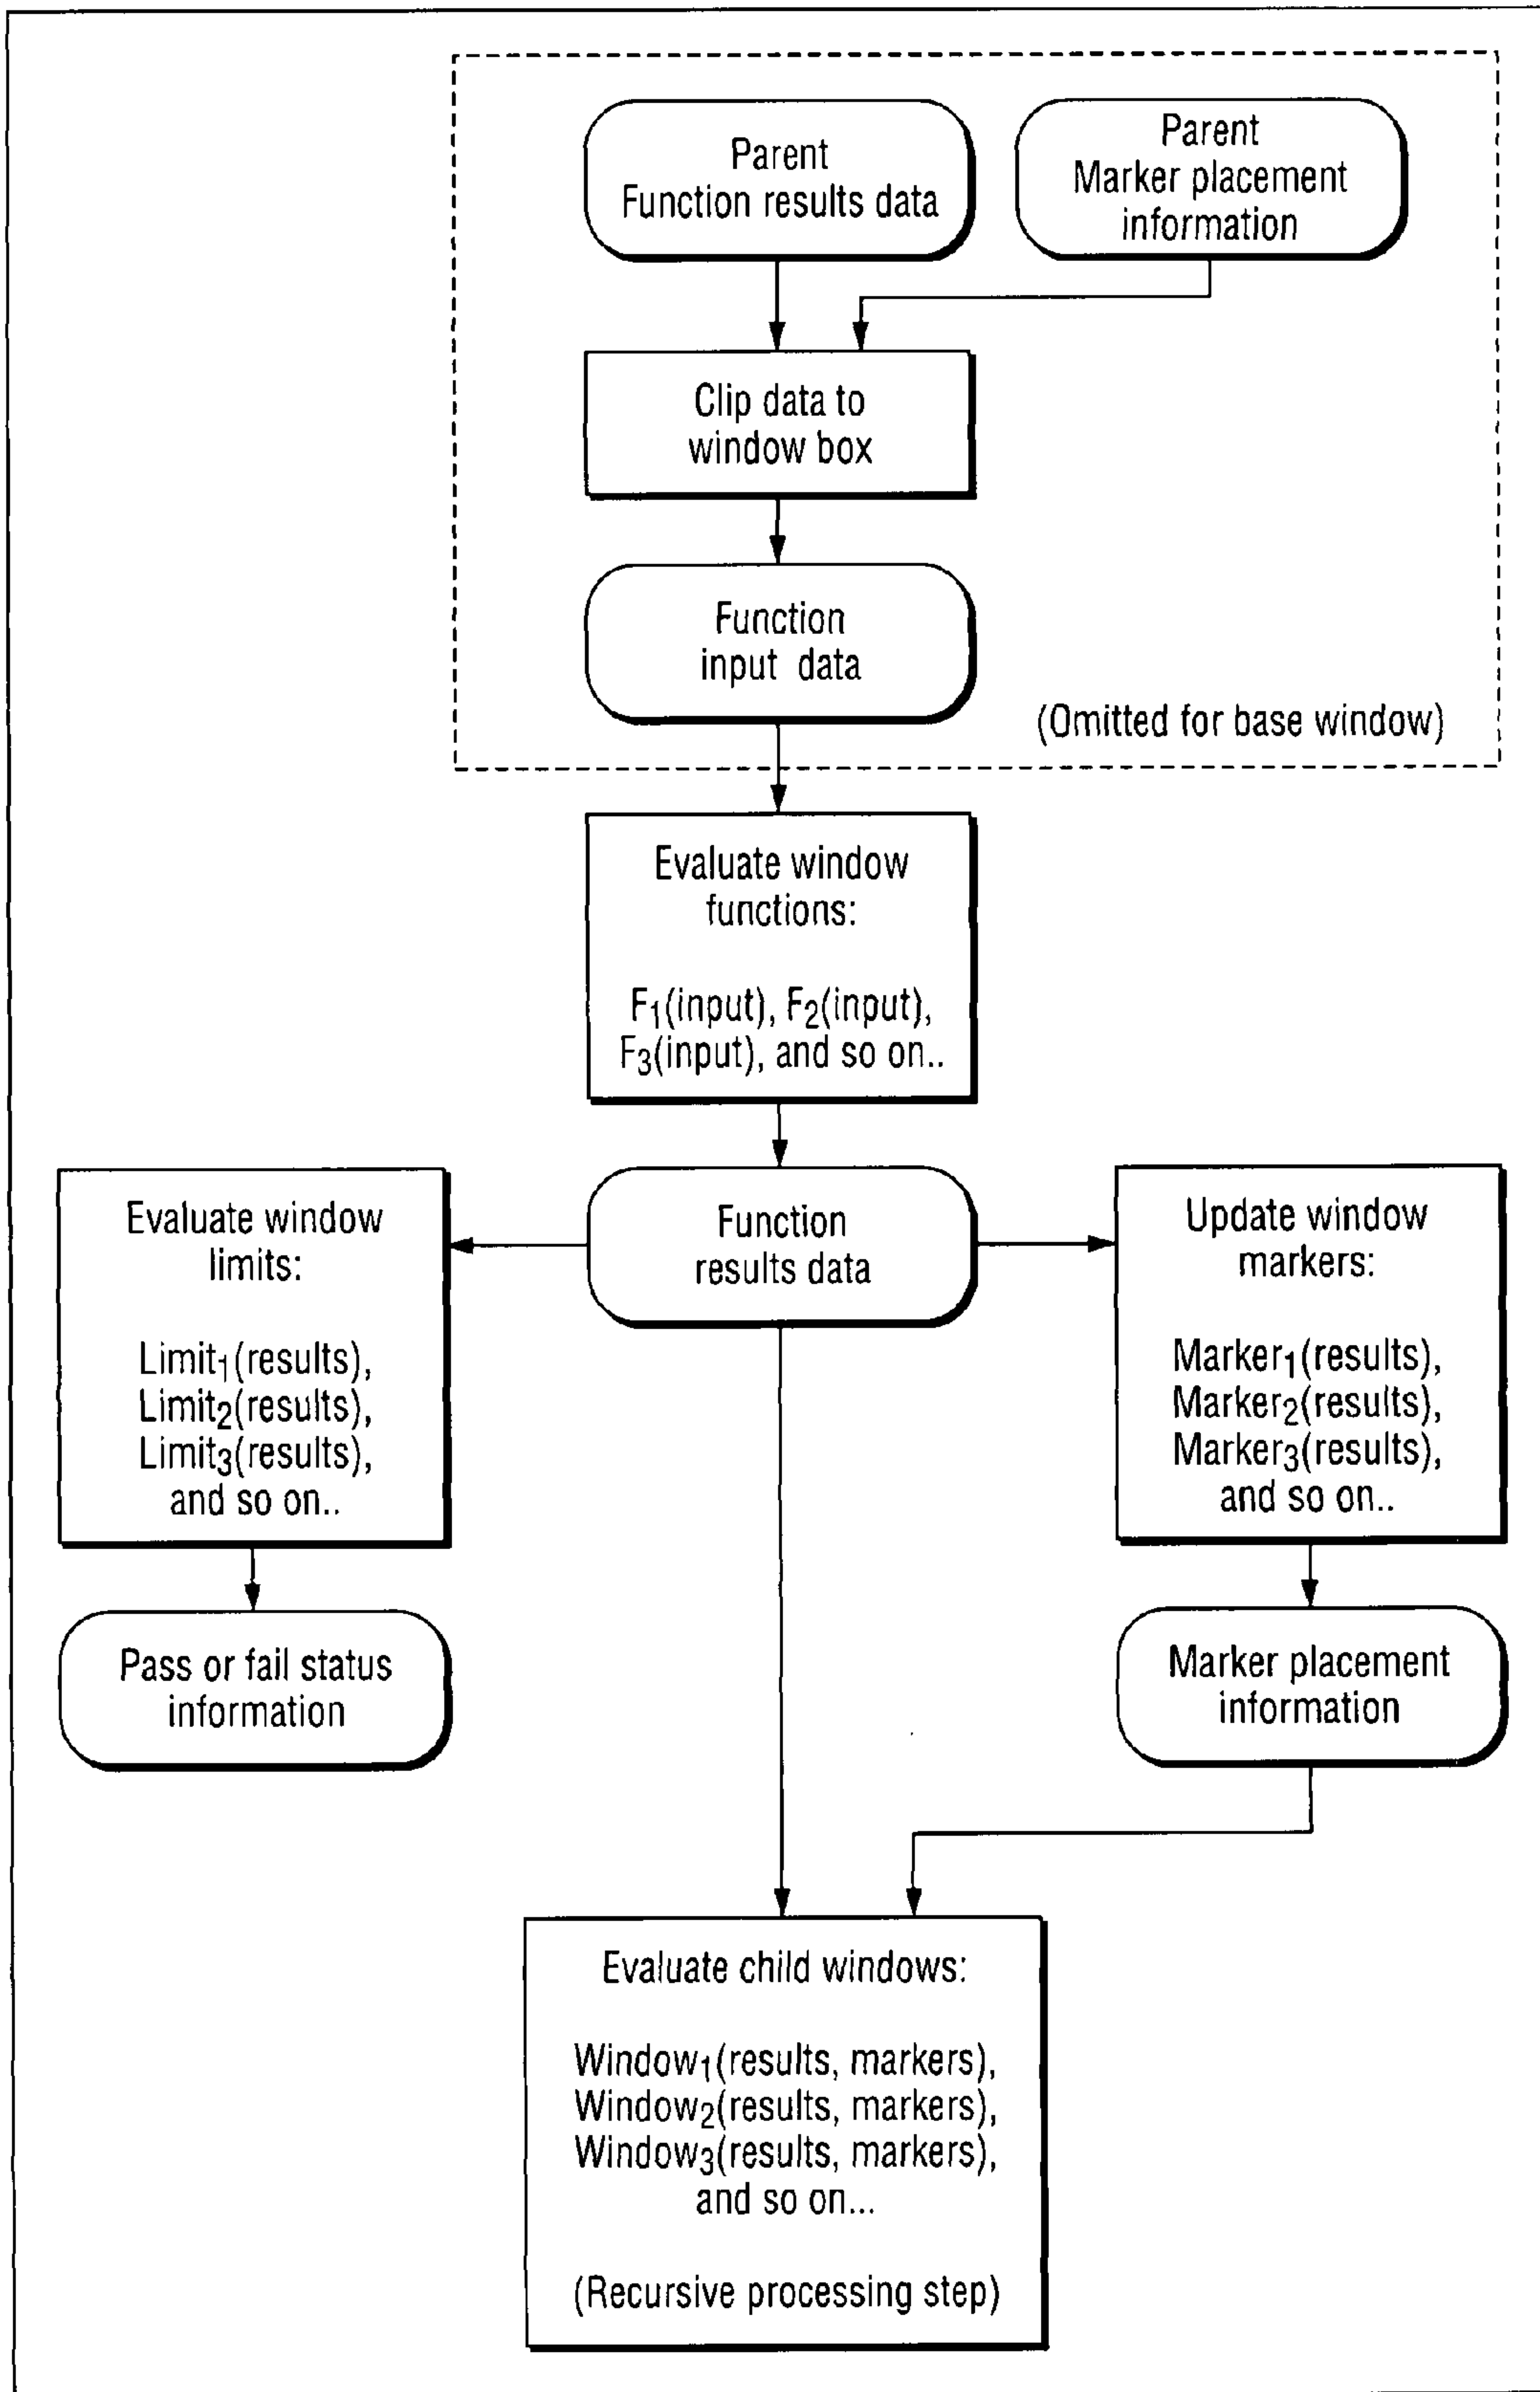 Parent
Function results data
Parent
Marker placement
information
Clip data to
window box
Function
input data
(Omitted for base window)
Evaluate window
functions:
F₁(input), F₂(input),
F₃(input), and so on..
Evaluate window
limits:
Limit₁(results),
Limit₂(results),
Limit₃(results),
and so on..
Function
results data
Update window
markers:
Marker₁(results),
Marker₂(results),
Marker₃(results),
and so on..
Pass or fail status
information
Marker placement
information
Evaluate child windows:
Window₁(results, markers),
Window₂(results, markers),
Window₃(results, markers),
and so on...
(Recursive processing step)